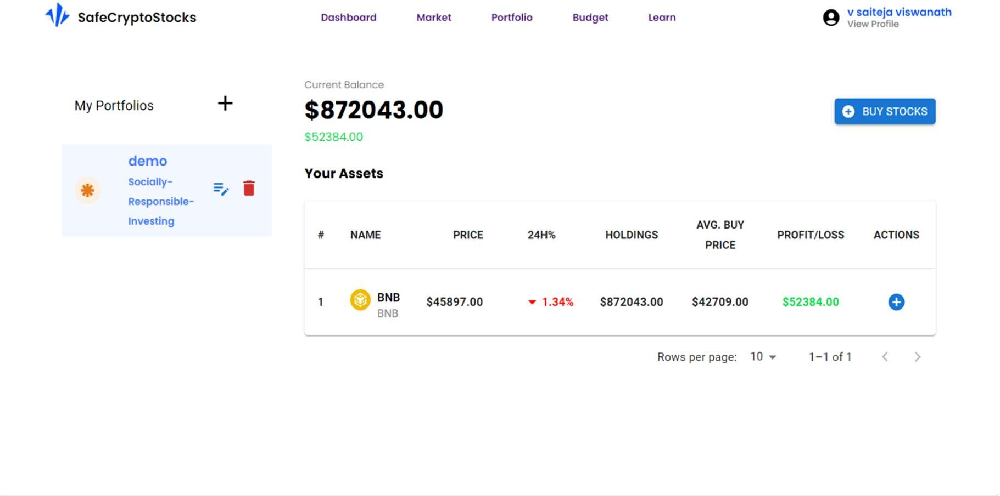 SafeCryptoStocks
Dashboard Market Portfolio Budget Learn
v saiteja viswanath
View Profile
My Portfolios
demo
Socially-
Responsible-
Investing
Current Balance
$872043.00
$52384.00
BUY STOCKS
Your Assets
# NAME PRICE 24H% HOLDINGS AVG. BUY PRICE PROFIT/LOSS ACTIONS
1 BNB $45897.00 1.34% $872043.00 $42709.00 $52384.00
BNB
Rows per page: 10 1–1 of 1